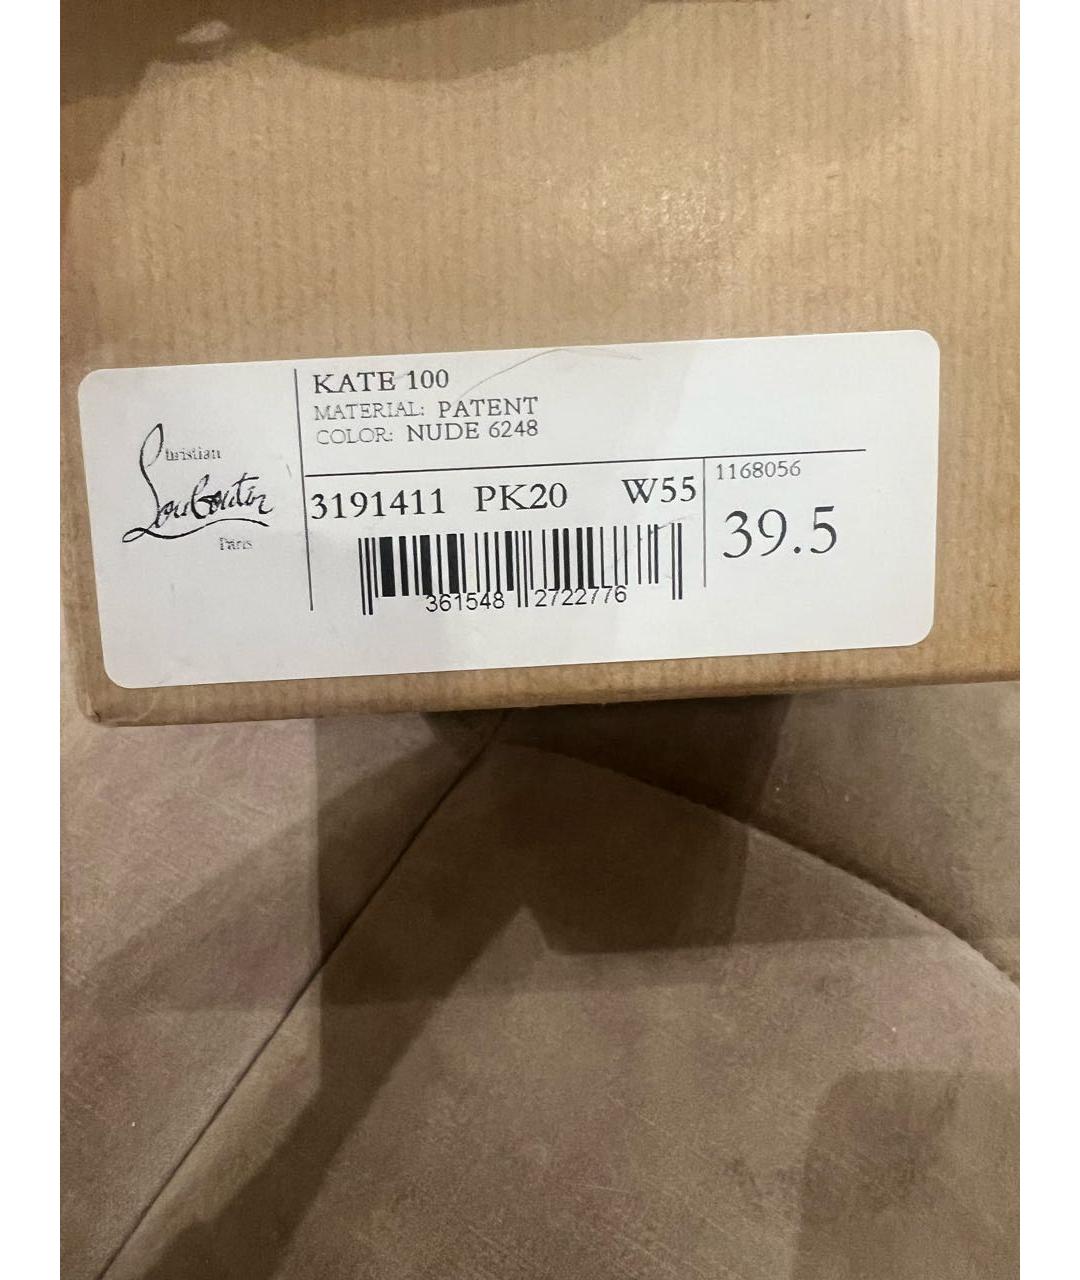 Christian
Louboutin
Paris
KATE 100
MATERIAL: PATENT
COLOR: NUDE 6248
3191411 PK20 W55
1168056
39.5
361548 2722776